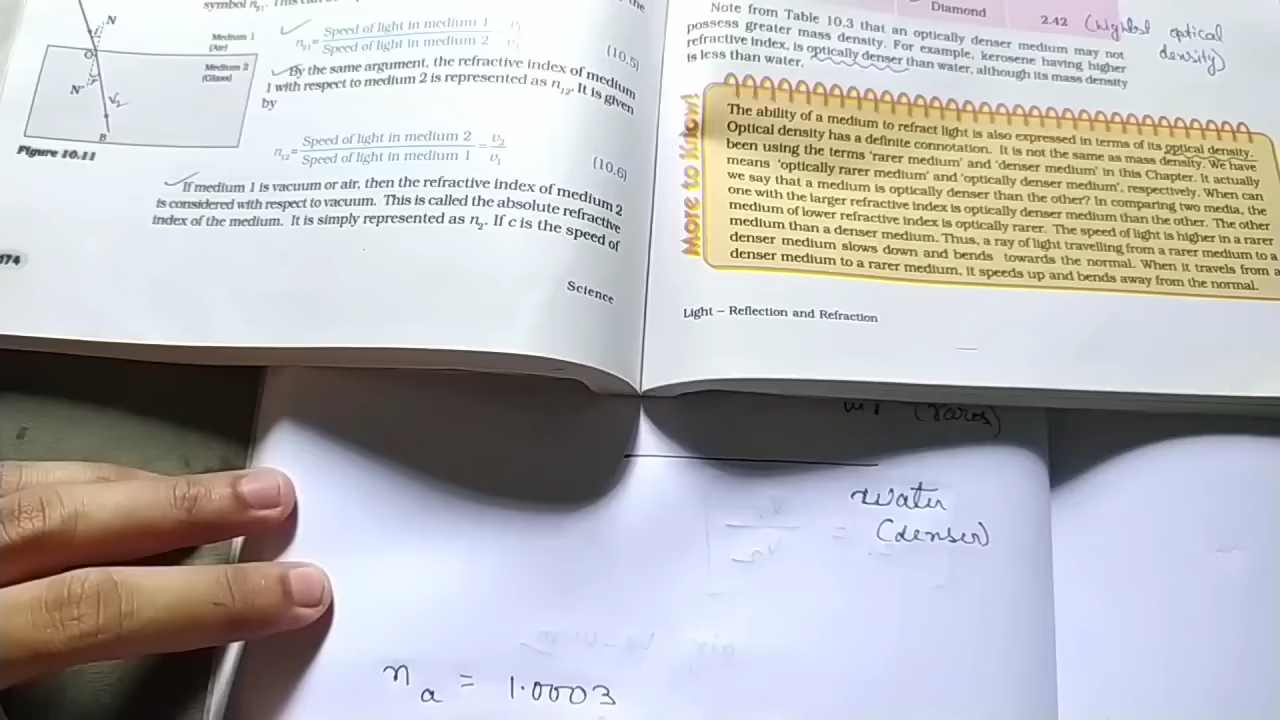 symbol n₂₁.
n₂₁ = Speed of light in medium 1 / Speed of light in medium 2
(10.5)
By the same argument, the refractive index of medium
1 with respect to medium 2 is represented as n₁₂. It is given
by
n₁₂ = Speed of light in medium 2 / Speed of light in medium 1 = v₂ / v₁
(10.6)
If medium 1 is vacuum or air, then the refractive index of medium 2
is considered with respect to vacuum. This is called the absolute refractive
index of the medium. It is simply represented as n₂. If c is the speed of
N
Medium 1
(Air)
O
Medium 2
(Glass)
N'
v₂
B
Figure 10.11
174
Science
the
Diamond 2.42 (highest optical
density)
Note from Table 10.3 that an optically denser medium may not
possess greater mass density. For example, kerosene having higher
refractive index, is optically denser than water, although its mass density
is less than water.
More to Know!
The ability of a medium to refract light is also expressed in terms of its optical density.
Optical density has a definite connotation. It is not the same as mass density. We have
been using the terms 'rarer medium' and 'denser medium' in this Chapter. It actually
means 'optically rarer medium' and 'optically denser medium', respectively. When can
we say that a medium is optically denser than the other? In comparing two media, the
one with the larger refractive index is optically denser medium than the other. The other
medium of lower refractive index is optically rarer. The speed of light is higher in a rarer
medium than a denser medium. Thus, a ray of light travelling from a rarer medium to a
denser medium slows down and bends towards the normal. When it travels from a
denser medium to a rarer medium, it speeds up and bends away from the normal.
Light – Reflection and Refraction
water
(denser)
n a = 1.0003